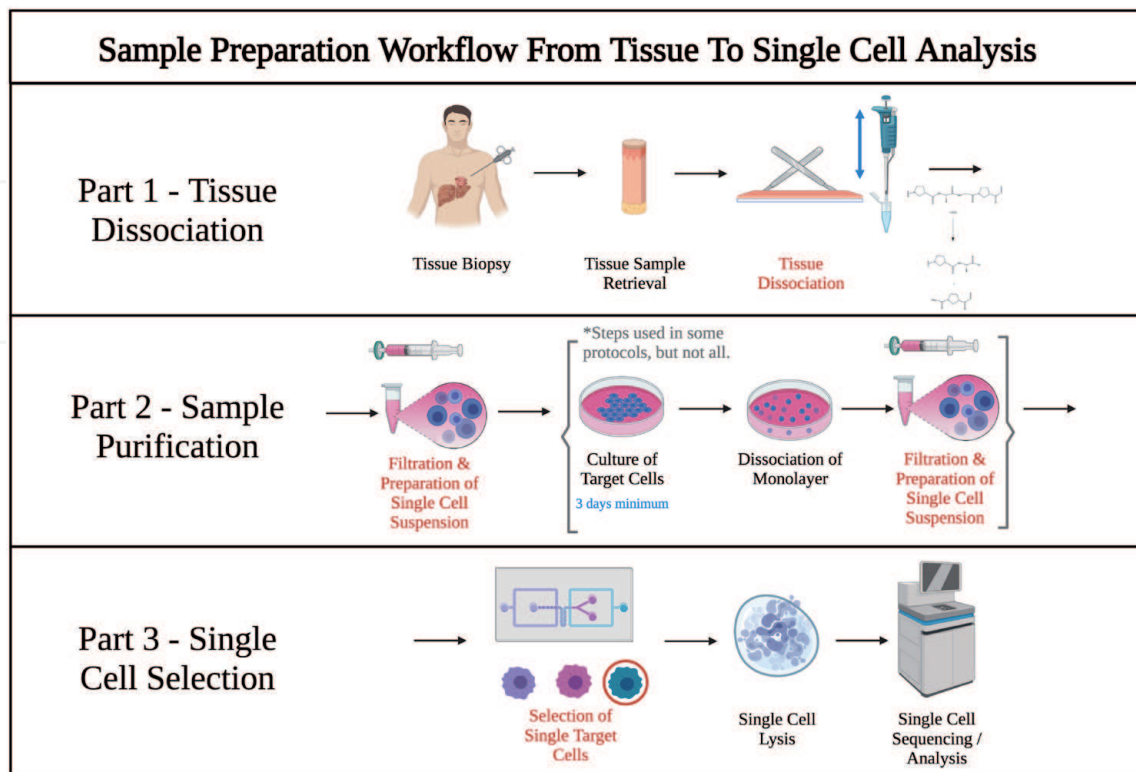 Sample Preparation Workflow From Tissue To Single Cell Analysis
Part 1 - Tissue
Dissociation
Tissue Biopsy
Tissue Sample
Retrieval
Tissue
Dissociation
Part 2 - Sample
Purification
Filtration &
Preparation of
Single Cell
Suspension
*Steps used in some
protocols, but not all.
Culture of
Target Cells
3 days minimum
Dissociation of
Monolayer
Filtration &
Preparation of
Single Cell
Suspension
Part 3 - Single
Cell Selection
Selection of
Single Target
Cells
Single Cell
Lysis
Single Cell
Sequencing /
Analysis